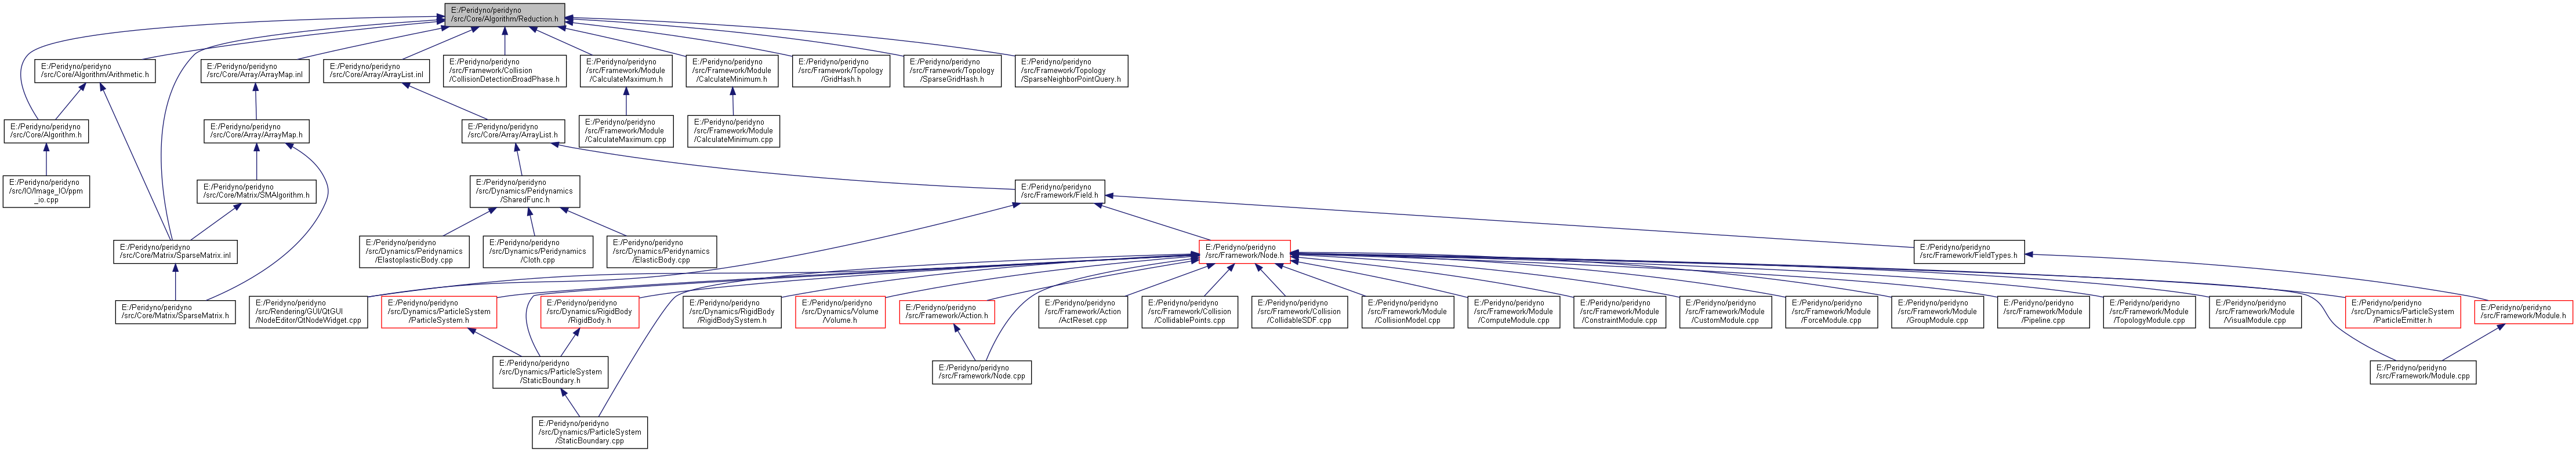 E:/Peridyno/peridyno
/src/Core/Algorithm/Reduction.h
E:/Peridyno/peridyno
/src/Core/Algorithm/Arithmetic.h
E:/Peridyno/peridyno
/src/Core/Array/ArrayMap.inl
E:/Peridyno/peridyno
/src/Core/Array/ArrayList.inl
E:/Peridyno/peridyno
/src/Framework/Collision
/CollisionDetectionBroadPhase.h
E:/Peridyno/peridyno
/src/Framework/Module
/CalculateMaximum.h
E:/Peridyno/peridyno
/src/Framework/Module
/CalculateMinimum.h
E:/Peridyno/peridyno
/src/Framework/Topology
/GridHash.h
E:/Peridyno/peridyno
/src/Framework/Topology
/SparseGridHash.h
E:/Peridyno/peridyno
/src/Framework/Topology
/SparseNeighborPointQuery.h
E:/Peridyno/peridyno
/src/Core/Algorithm.h
E:/Peridyno/peridyno
/src/Core/Array/ArrayMap.h
E:/Peridyno/peridyno
/src/Core/Array/ArrayList.h
E:/Peridyno/peridyno
/src/Framework/Module
/CalculateMaximum.cpp
E:/Peridyno/peridyno
/src/Framework/Module
/CalculateMinimum.cpp
E:/Peridyno/peridyno
/src/IO/Image_IO/ppm
_io.cpp
E:/Peridyno/peridyno
/src/Core/Matrix/SMAlgorithm.h
E:/Peridyno/peridyno
/src/Dynamics/Peridynamics
/SharedFunc.h
E:/Peridyno/peridyno
/src/Framework/Field.h
E:/Peridyno/peridyno
/src/Core/Matrix/SparseMatrix.inl
E:/Peridyno/peridyno
/src/Dynamics/Peridynamics
/ElastoplasticBody.cpp
E:/Peridyno/peridyno
/src/Dynamics/Peridynamics
/Cloth.cpp
E:/Peridyno/peridyno
/src/Dynamics/Peridynamics
/ElasticBody.cpp
E:/Peridyno/peridyno
/src/Framework/Node.h
E:/Peridyno/peridyno
/src/Framework/FieldTypes.h
E:/Peridyno/peridyno
/src/Core/Matrix/SparseMatrix.h
E:/Peridyno/peridyno
/src/Rendering/GUI/QtGUI
/NodeEditor/QtNodeWidget.cpp
E:/Peridyno/peridyno
/src/Dynamics/ParticleSystem
/ParticleSystem.h
E:/Peridyno/peridyno
/src/Dynamics/RigidBody
/RigidBody.h
E:/Peridyno/peridyno
/src/Dynamics/RigidBody
/RigidBodySystem.h
E:/Peridyno/peridyno
/src/Dynamics/Volume
/Volume.h
E:/Peridyno/peridyno
/src/Framework/Action.h
E:/Peridyno/peridyno
/src/Framework/Action
/ActReset.cpp
E:/Peridyno/peridyno
/src/Framework/Collision
/CollidablePoints.cpp
E:/Peridyno/peridyno
/src/Framework/Collision
/CollidableSDF.cpp
E:/Peridyno/peridyno
/src/Framework/Module
/CollisionModel.cpp
E:/Peridyno/peridyno
/src/Framework/Module
/ComputeModule.cpp
E:/Peridyno/peridyno
/src/Framework/Module
/ConstraintModule.cpp
E:/Peridyno/peridyno
/src/Framework/Module
/CustomModule.cpp
E:/Peridyno/peridyno
/src/Framework/Module
/ForceModule.cpp
E:/Peridyno/peridyno
/src/Framework/Module
/GroupModule.cpp
E:/Peridyno/peridyno
/src/Framework/Module
/Pipeline.cpp
E:/Peridyno/peridyno
/src/Framework/Module
/TopologyModule.cpp
E:/Peridyno/peridyno
/src/Framework/Module
/VisualModule.cpp
E:/Peridyno/peridyno
/src/Dynamics/ParticleSystem
/ParticleEmitter.h
E:/Peridyno/peridyno
/src/Framework/Module.h
E:/Peridyno/peridyno
/src/Dynamics/ParticleSystem
/StaticBoundary.h
E:/Peridyno/peridyno
/src/Framework/Node.cpp
E:/Peridyno/peridyno
/src/Framework/Module.cpp
E:/Peridyno/peridyno
/src/Dynamics/ParticleSystem
/StaticBoundary.cpp